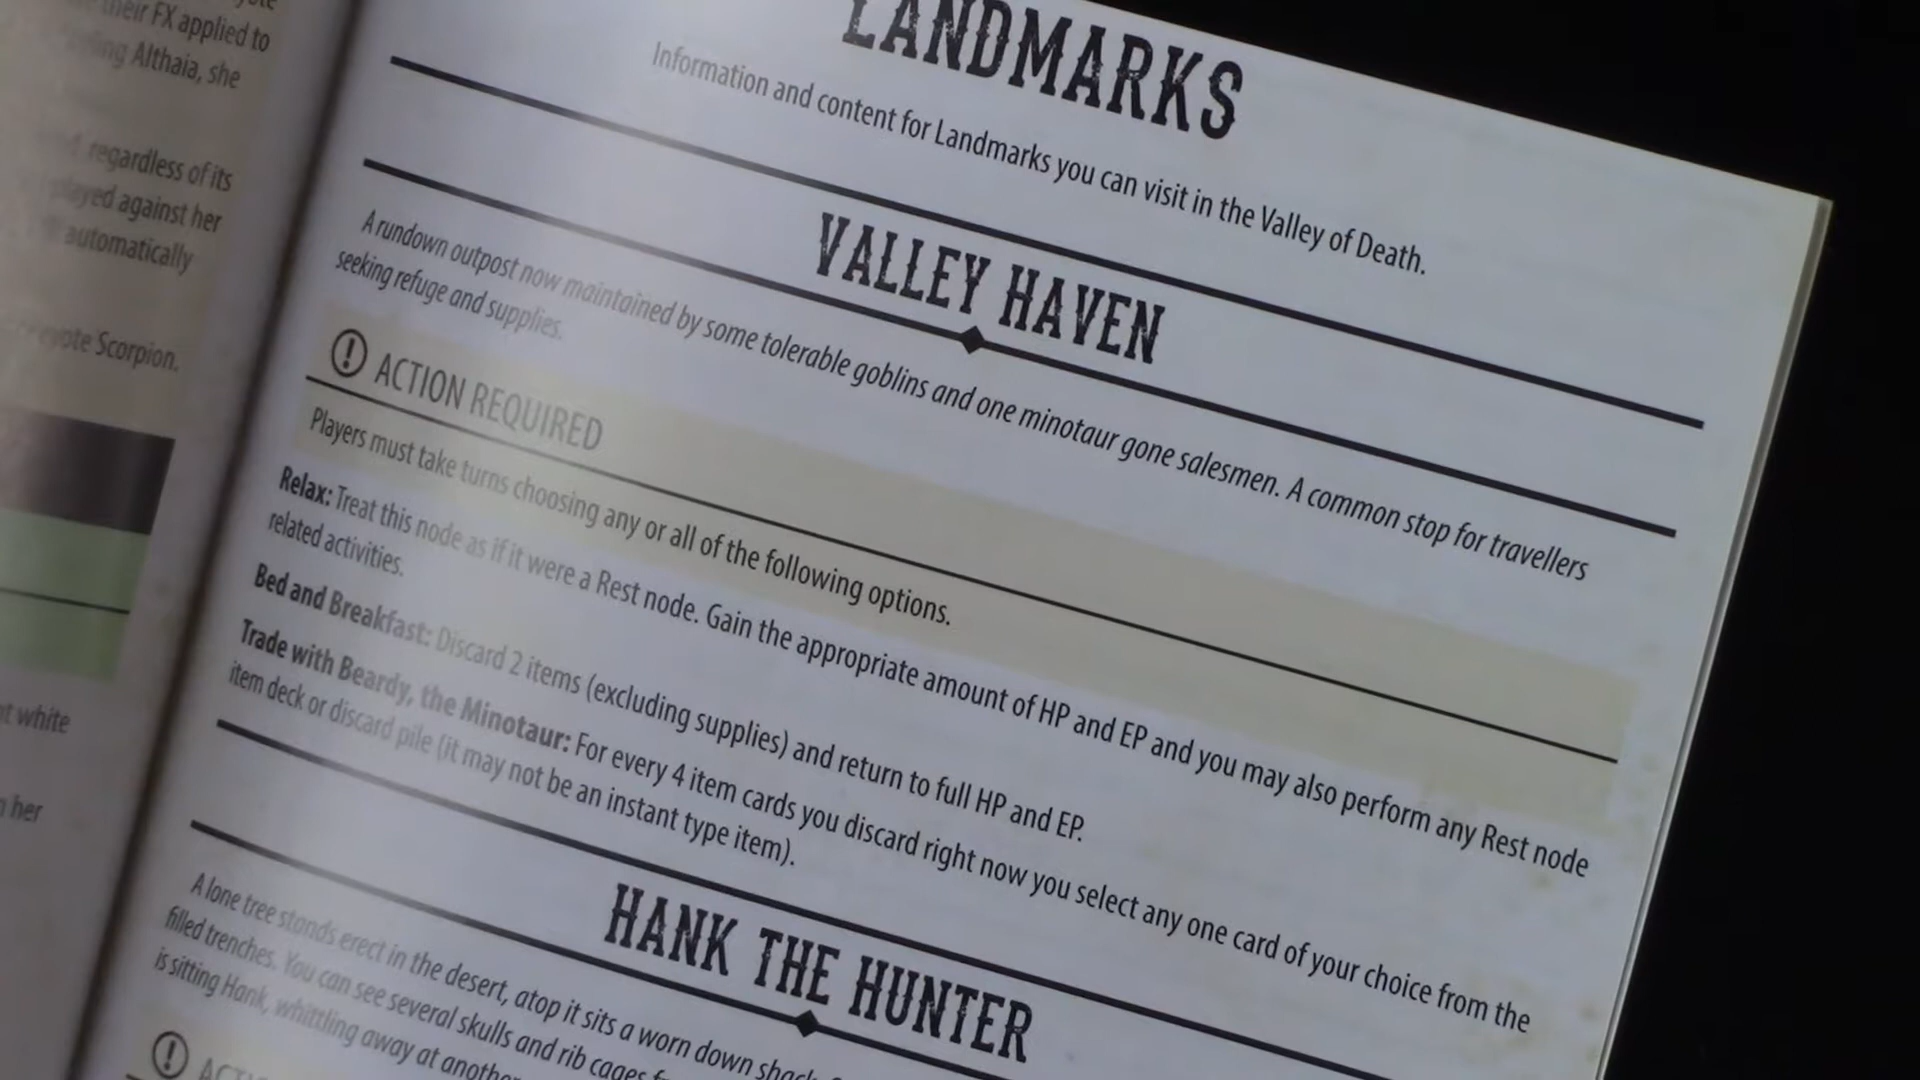 their FX applied to
Althaia, she
regardless of its
played against her
automatically
Scorpion.
white
her
LANDMARKS
Information and content for Landmarks you can visit in the Valley of Death.
VALLEY HAVEN
A rundown outpost now maintained by some tolerable goblins and one minotaur gone salesmen. A common stop for travellers
seeking refuge and supplies.
ACTION REQUIRED
Players must take turns choosing any or all of the following options.
Relax: Treat this node as if it were a Rest node. Gain the appropriate amount of HP and EP and you may also perform any Rest node
related activities.
Bed and Breakfast: Discard 2 items (excluding supplies) and return to full HP and EP.
Trade with Beardy, the Minotaur: For every 4 item cards you discard right now you select any one card of your choice from the
item deck or discard pile (it may not be an instant type item).
HANK THE HUNTER
A lone tree stands erect in the desert, atop it sits a worn down shack.
filled trenches. You can see several skulls and rib cages
is sitting Hank, whittling away at another